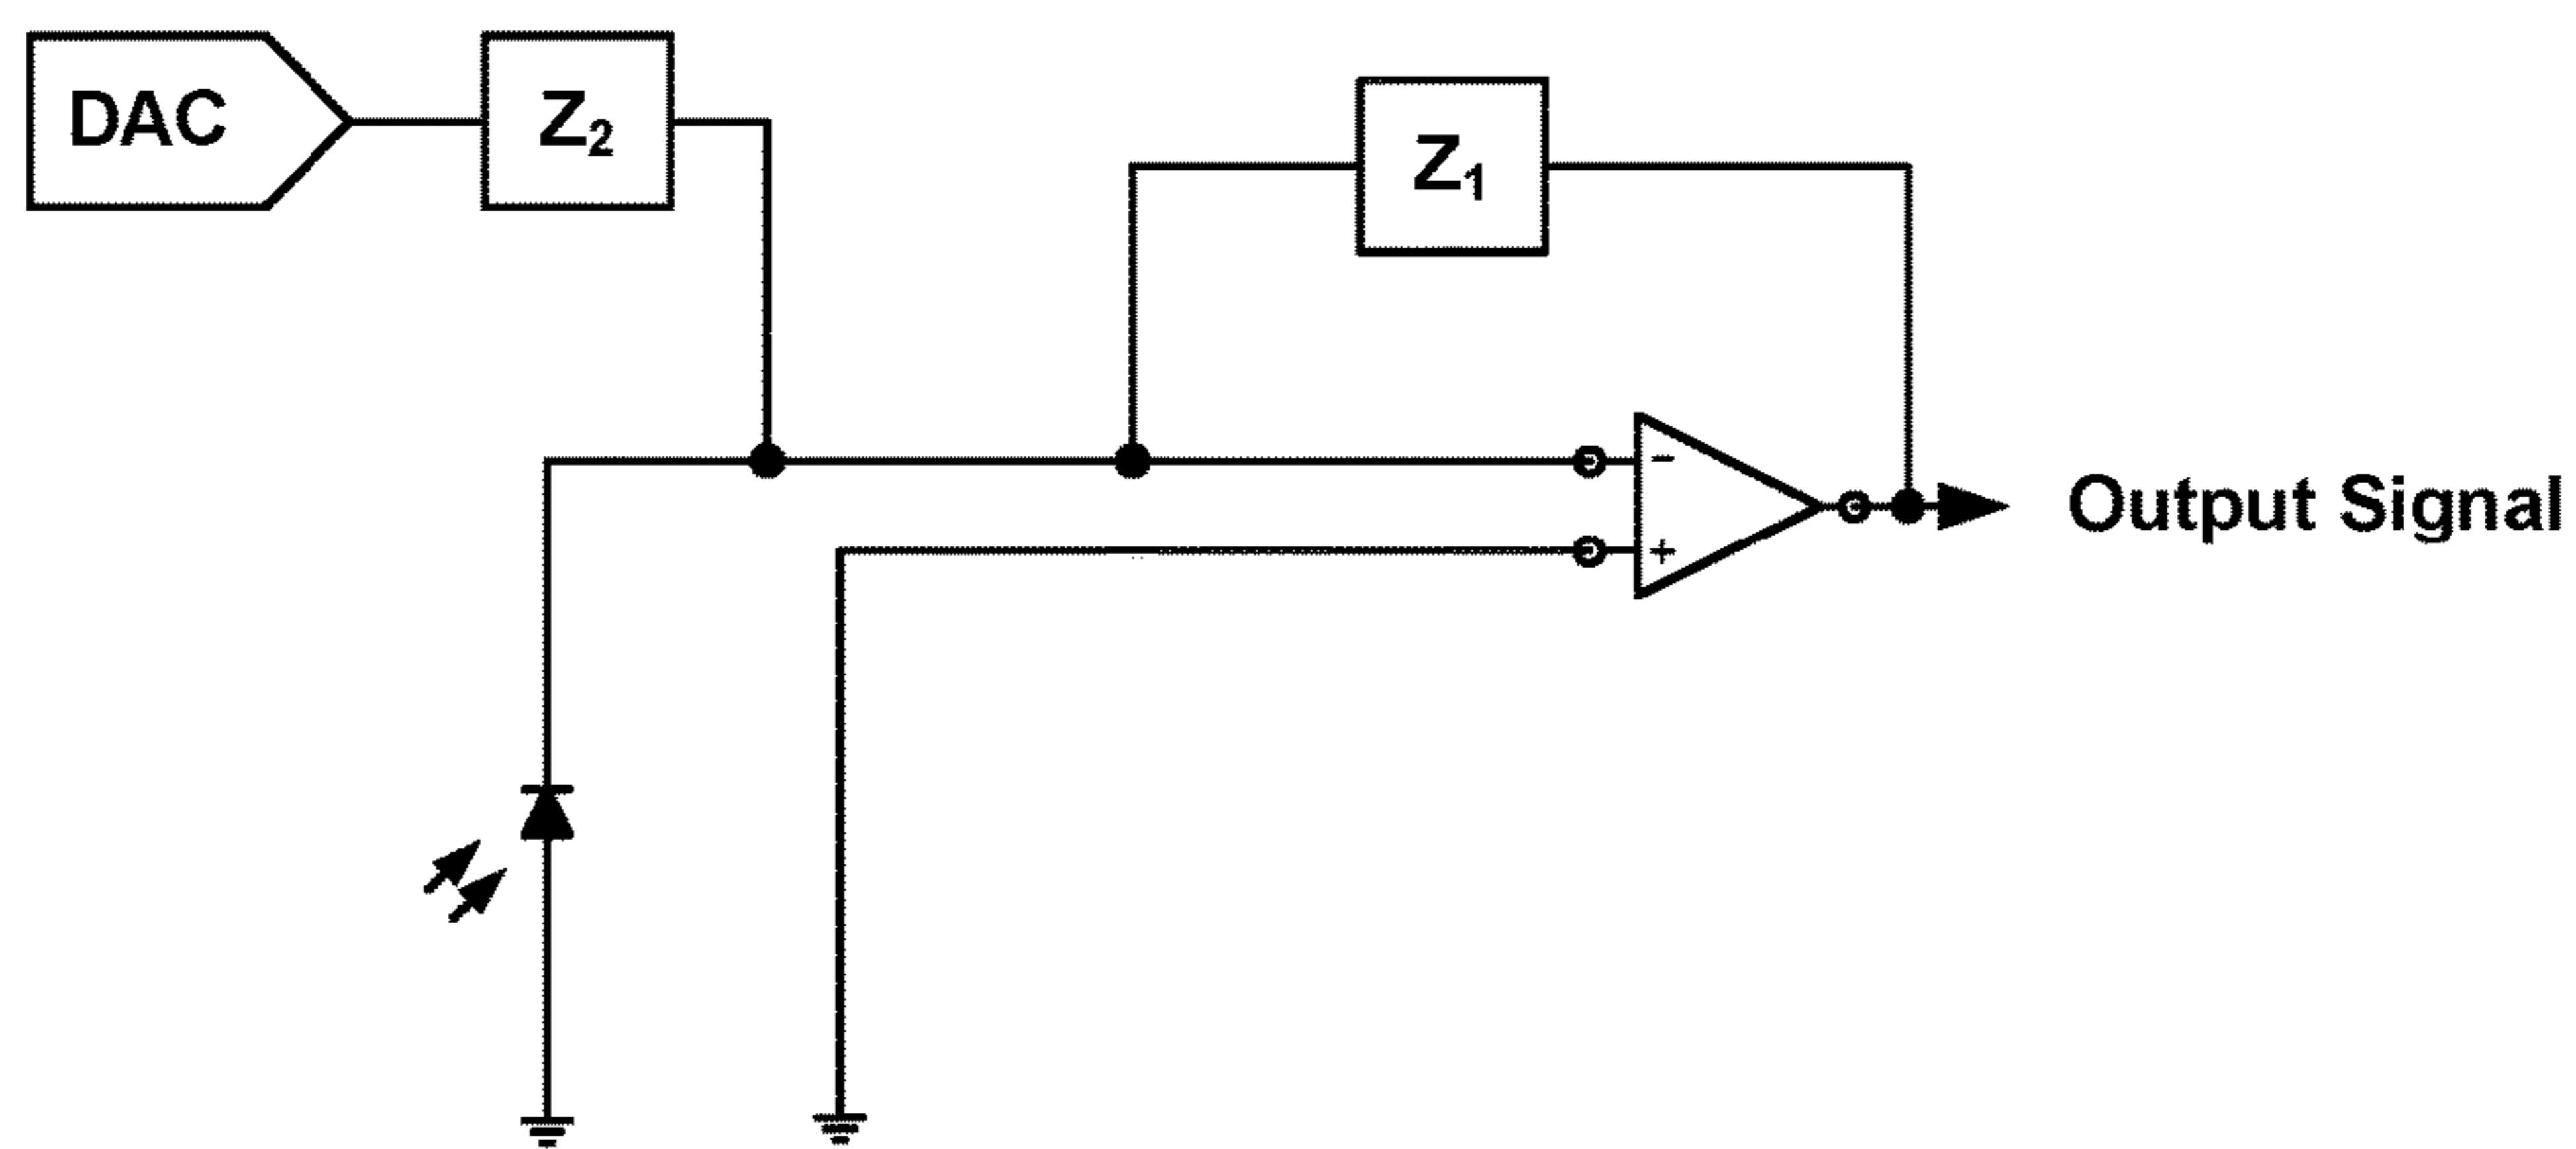 DAC
Z₂
Z₁
−
+
Output Signal